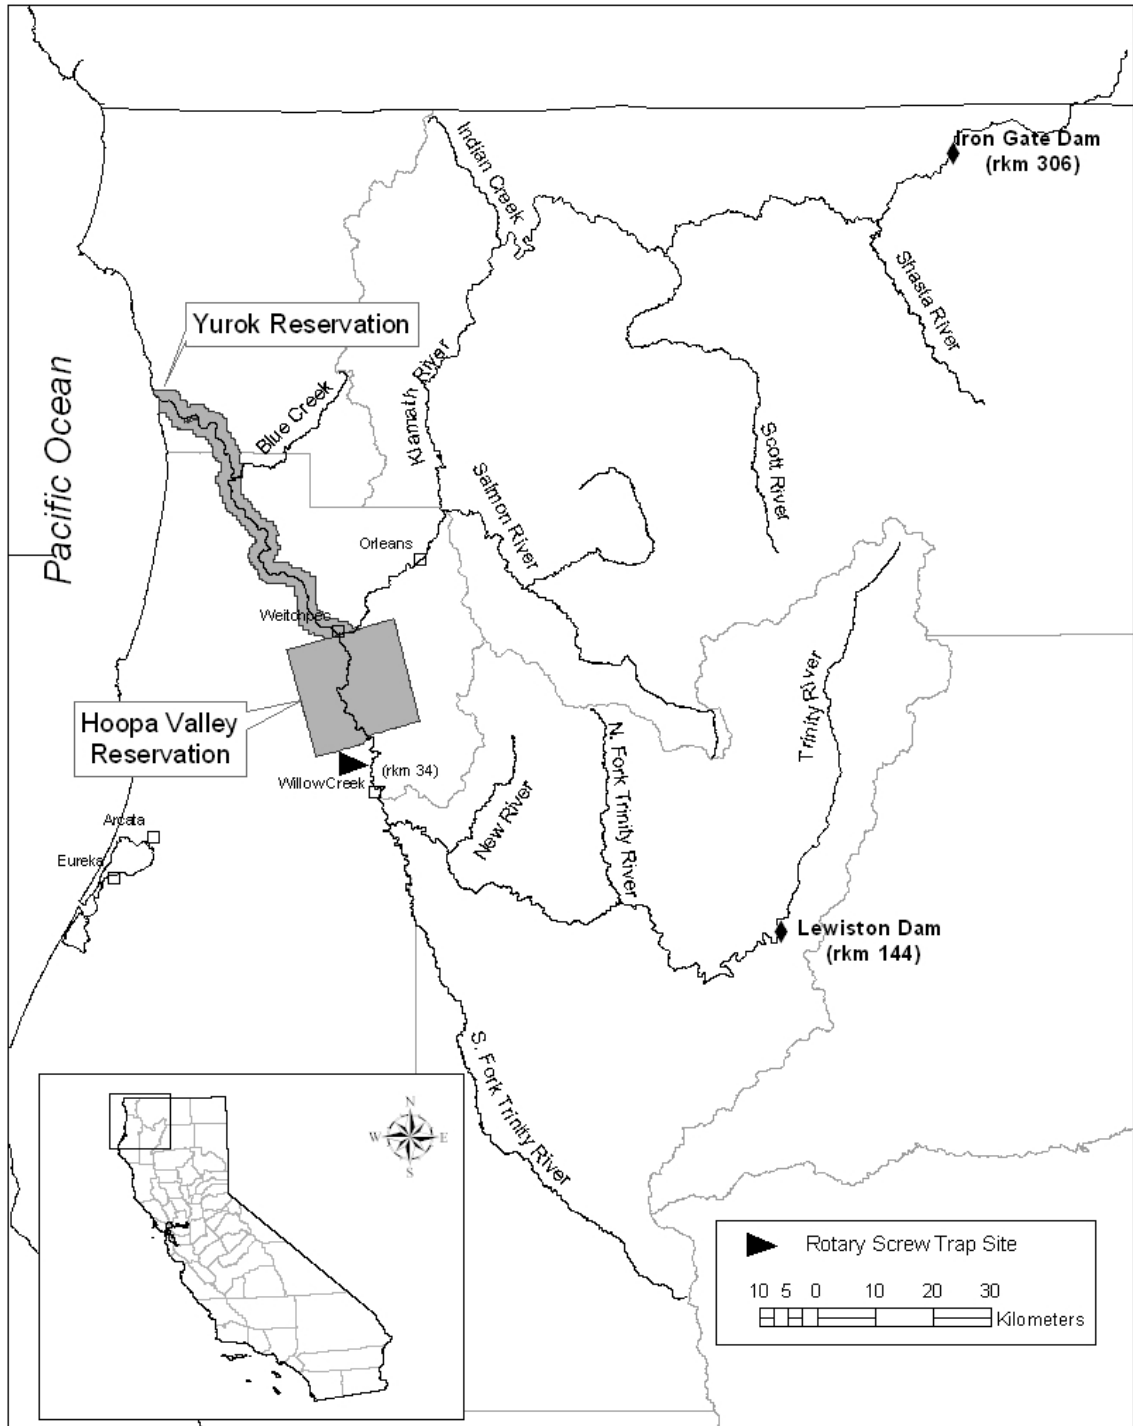 Indian Creek
Iron Gate Dam
(rkm 306)
Shasta River
Yurok Reservation
Klamath River
Blue Creek
Pacific Ocean
Scott River
Salmon River
Orleans
Weitchpec
Trinity River
Hoopa Valley
Reservation
N. Fork Trinity River
(rkm 34)
WillowCreek
New River
Arcata
Eureka
Lewiston Dam
(rkm 144)
S. Fork Trinity River
N
W
E
S
Rotary Screw Trap Site
10 5 0 10 20 30
Kilometers